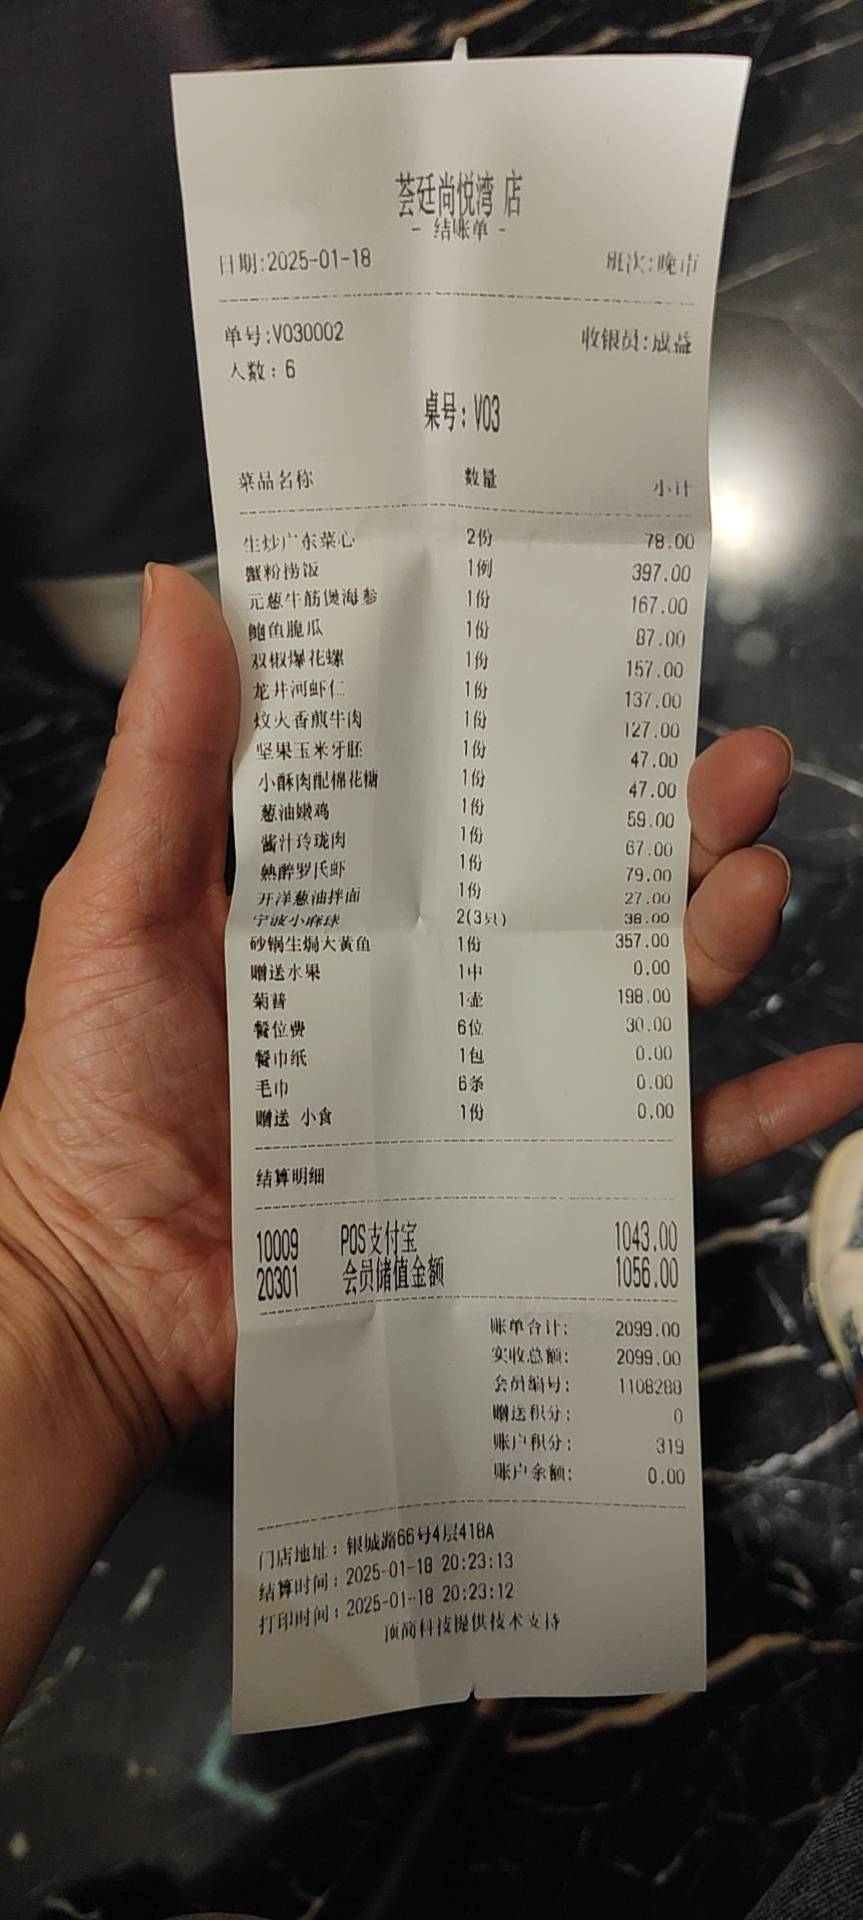 荟廷尚悦湾 店
- 结账单 -
日期:2025-01-18 班次:晚市
单号:V030002 收银员:成益
人数: 6
桌号: V03
菜品名称 数量 小计
生炒广东菜心 2份 78.00
蟹粉捞饭 1例 397.00
元葱牛筋煲海参 1份 167.00
鲍鱼脆瓜 1份 87.00
双椒爆花螺 1份 157.00
龙井河虾仁 1份 137.00
炆火香煎牛肉 1份 127.00
坚果玉米牙胚 1份 47.00
小酥肉配棉花糖 1份 47.00
葱油嫩鸡 1份 59.00
酱汁玲珑肉 1份 67.00
熟醉罗氏虾 1份 79.00
开洋葱油拌面 1份 27.00
宁波小麻球 2(3只) 38.00
砂锅生焗大黄鱼 1份 357.00
赠送水果 1中 0.00
菊普 1壶 198.00
餐位费 6位 30.00
餐巾纸 1包 0.00
毛巾 6条 0.00
赠送 小食 1份 0.00
结算明细
10009 POS支付宝 1043.00
20301 会员储值金额 1056.00
账单合计: 2099.00
实收总额: 2099.00
会员编号: 1108288
赠送积分: 0
账户积分: 319
账户余额: 0.00
门店地址: 银城路66号4层418A
结算时间: 2025-01-18 20:23:13
打印时间: 2025-01-18 20:23:12
顶商科技提供技术支持